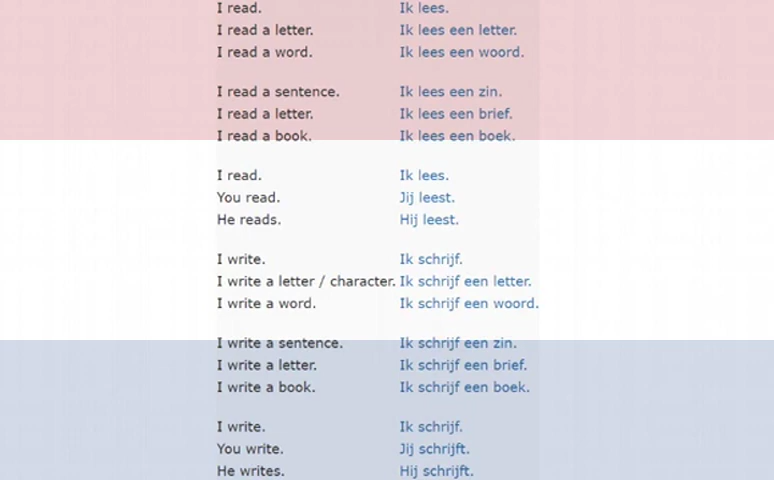 I read. Ik lees.
I read a letter. Ik lees een letter.
I read a word. Ik lees een woord.
I read a sentence. Ik lees een zin.
I read a letter. Ik lees een brief.
I read a book. Ik lees een boek.
I read. Ik lees.
You read. Jij leest.
He reads. Hij leest.
I write. Ik schrijf.
I write a letter / character. Ik schrijf een letter.
I write a word. Ik schrijf een woord.
I write a sentence. Ik schrijf een zin.
I write a letter. Ik schrijf een brief.
I write a book. Ik schrijf een boek.
I write. Ik schrijf.
You write. Jij schrijft.
He writes. Hij schrijft.